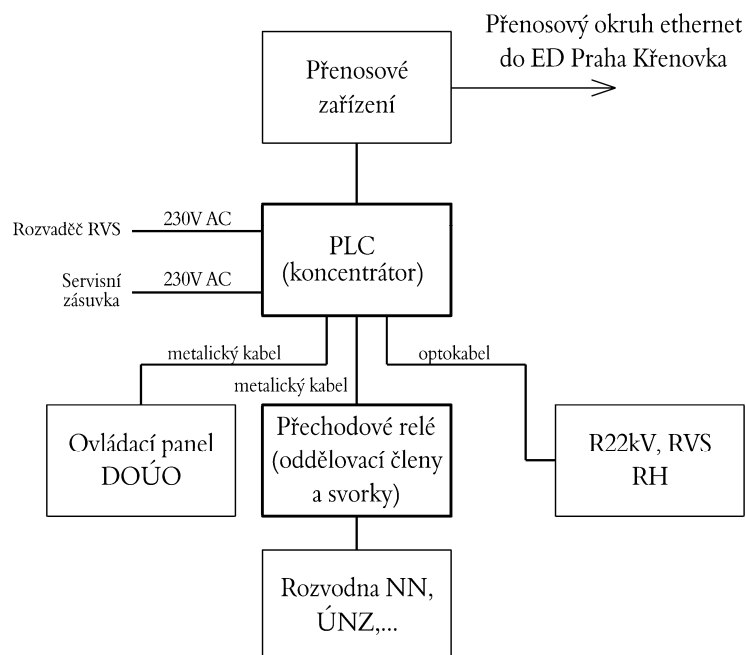 Přenosový okruh ethernet
do ED Praha Křenovka
Přenosové
zařízení
Rozvaděč RVS
230V AC
PLC
(koncentrátor)
Servisní
zásuvka
230V AC
metalický kabel
optokabel
metalický kabel
Ovládací panel
DOÚO
Přechodové relé
(oddělovací členy
a svorky)
R22kV, RVS
RH
Rozvodna NN,
ÚNZ,...